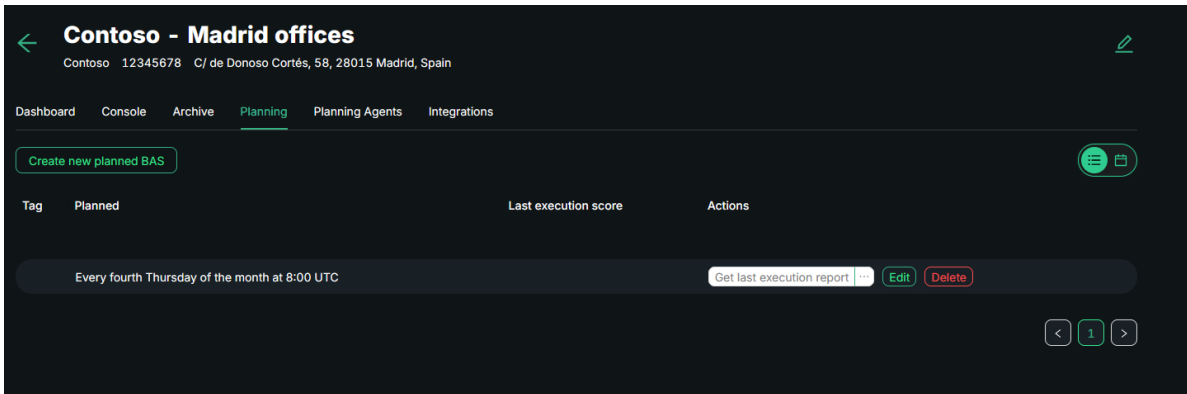 Contoso - Madrid offices
Contoso 12345678 C/ de Donoso Cortés, 58, 28015 Madrid, Spain
Dashboard Console Archive Planning Planning Agents Integrations
Create new planned BAS
Tag Planned Last execution score Actions
Every fourth Thursday of the month at 8:00 UTC Get last execution report ··· Edit Delete
< 1 >